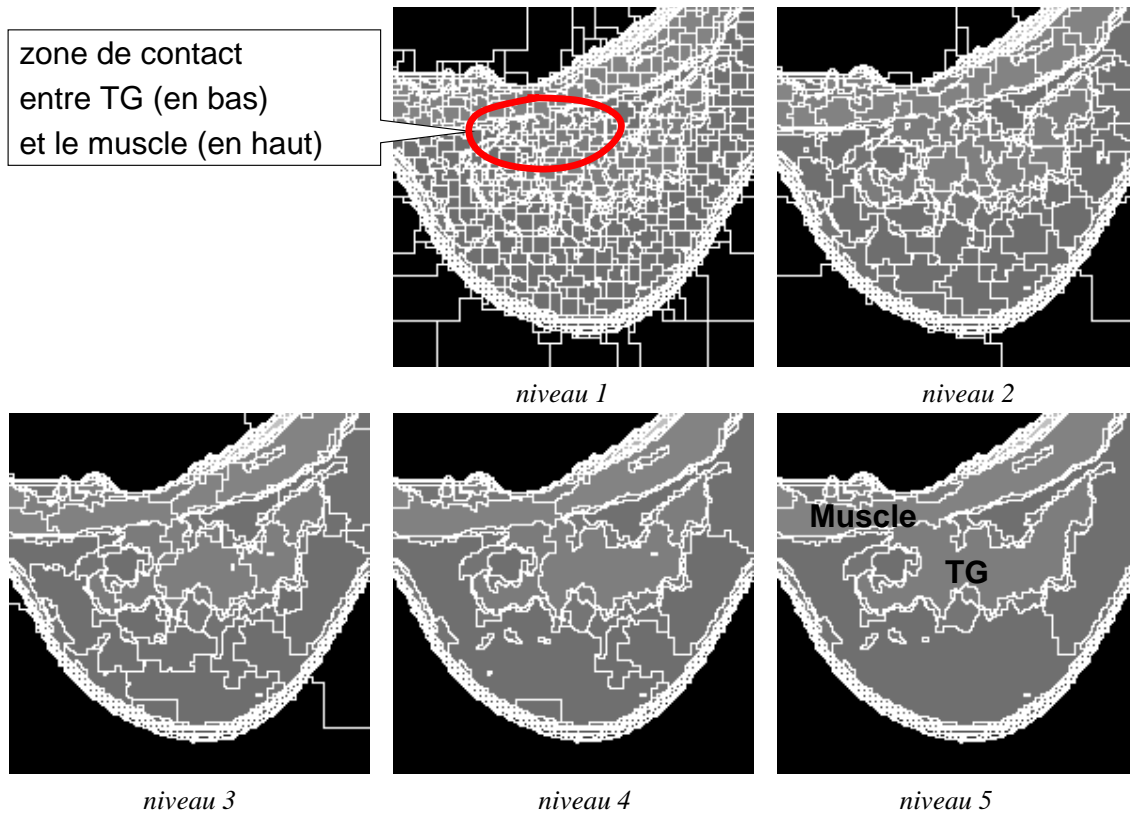 zone de contact
entre TG (en bas)
et le muscle (en haut)
niveau 1
niveau 2
Muscle
TG
niveau 3
niveau 4
niveau 5